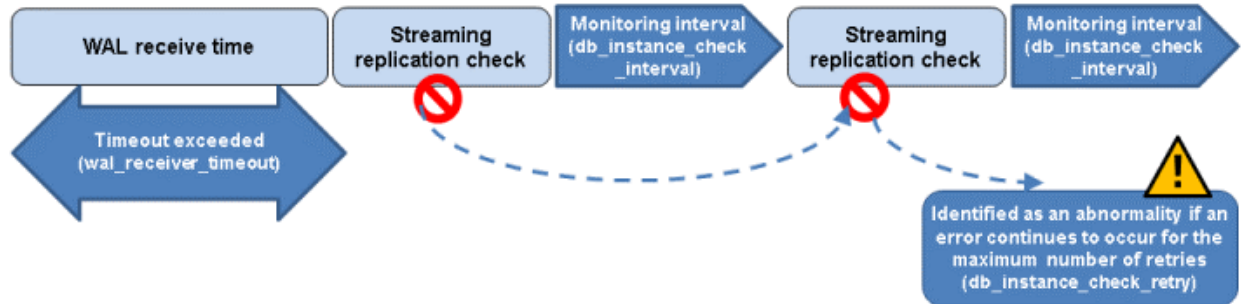 WAL receive time
Streaming
replication check
Monitoring interval
(db_instance_check
_interval)
Streaming
replication check
Monitoring interval
(db_instance_check
_interval)
Timeout exceeded
(wal_receiver_timeout)
!
Identified as an abnormality if an
error continues to occur for the
maximum number of retries
(db_instance_check_retry)